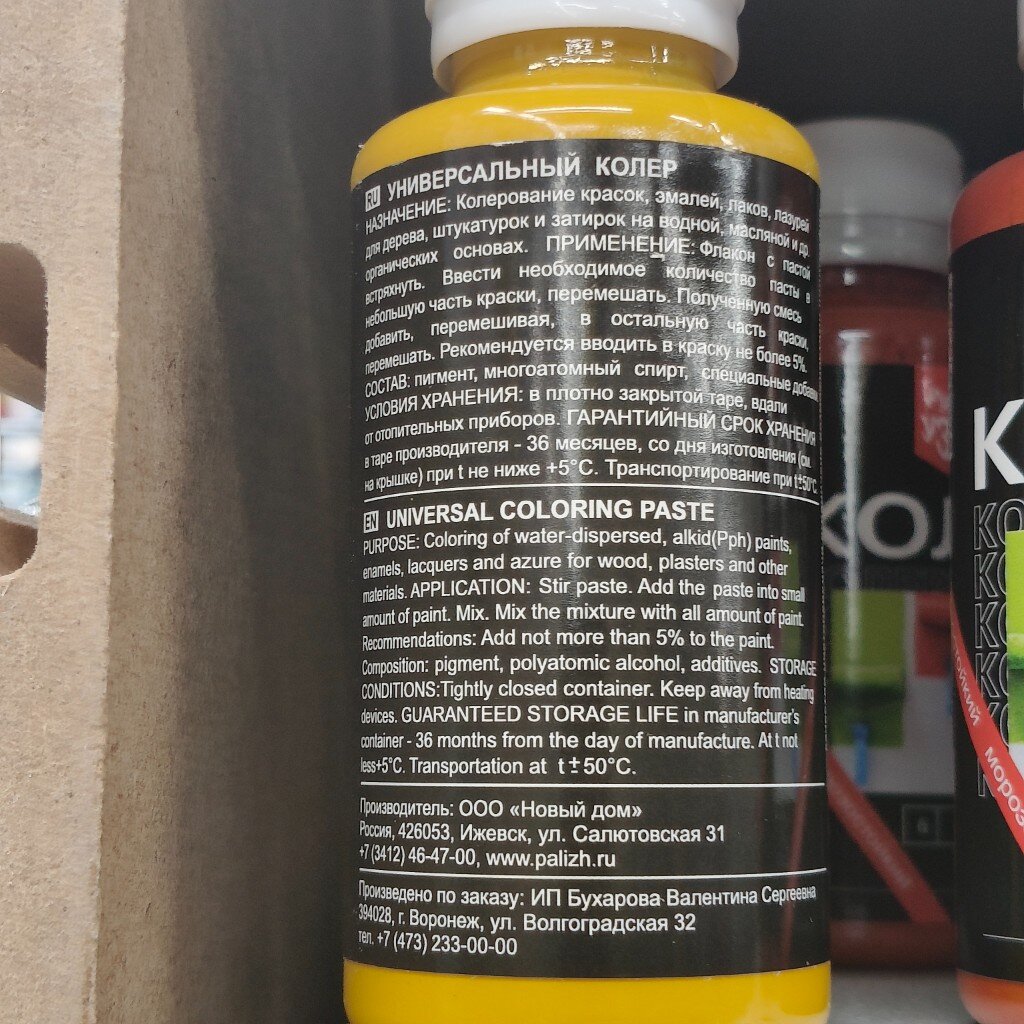 RU УНИВЕРСАЛЬНЫЙ КОЛЕР
НАЗНАЧЕНИЕ: Колерование красок, эмалей, лаков, лазурей
для дерева, штукатурок и затирок на водной, масляной и др.
органических основах. ПРИМЕНЕНИЕ: Флакон с пастой
встряхнуть. Ввести необходимое количество пасты в
небольшую часть краски, перемешать. Полученную смесь
добавить, перемешивая, в остальную часть краски,
перемешать. Рекомендуется вводить в краску не более 5%.
СОСТАВ: пигмент, многоатомный спирт, специальные добавки
УСЛОВИЯ ХРАНЕНИЯ: в плотно закрытой таре, вдали
от отопительных приборов. ГАРАНТИЙНЫЙ СРОК ХРАНЕНИЯ
в таре производителя - 36 месяцев, со дня изготовления (см.
на крышке) при t не ниже +5°С. Транспортирование при t±50°С.
EN UNIVERSAL COLORING PASTE
PURPOSE: Coloring of water-dispersed, alkid(Pph) paints,
enamels, lacquers and azure for wood, plasters and other
materials. APPLICATION: Stir paste. Add the paste into small
amount of paint. Mix. Mix the mixture with all amount of paint.
Recommendations: Add not more than 5% to the paint.
Composition: pigment, polyatomic alcohol, additives. STORAGE
CONDITIONS:Tightly closed container. Keep away from heating
devices. GUARANTEED STORAGE LIFE in manufacturer's
container - 36 months from the day of manufacture. At t not
less+5°C. Transportation at t±50°C.
Производитель: ООО «Новый дом»
Россия, 426053, Ижевск, ул. Салютовская 31
+7 (3412) 46-47-00, www.palizh.ru
Произведено по заказу: ИП Бухарова Валентина Сергеевна
394028, г. Воронеж, ул. Волгоградская 32
тел. +7 (473) 233-00-00
КОЛ
К
КО